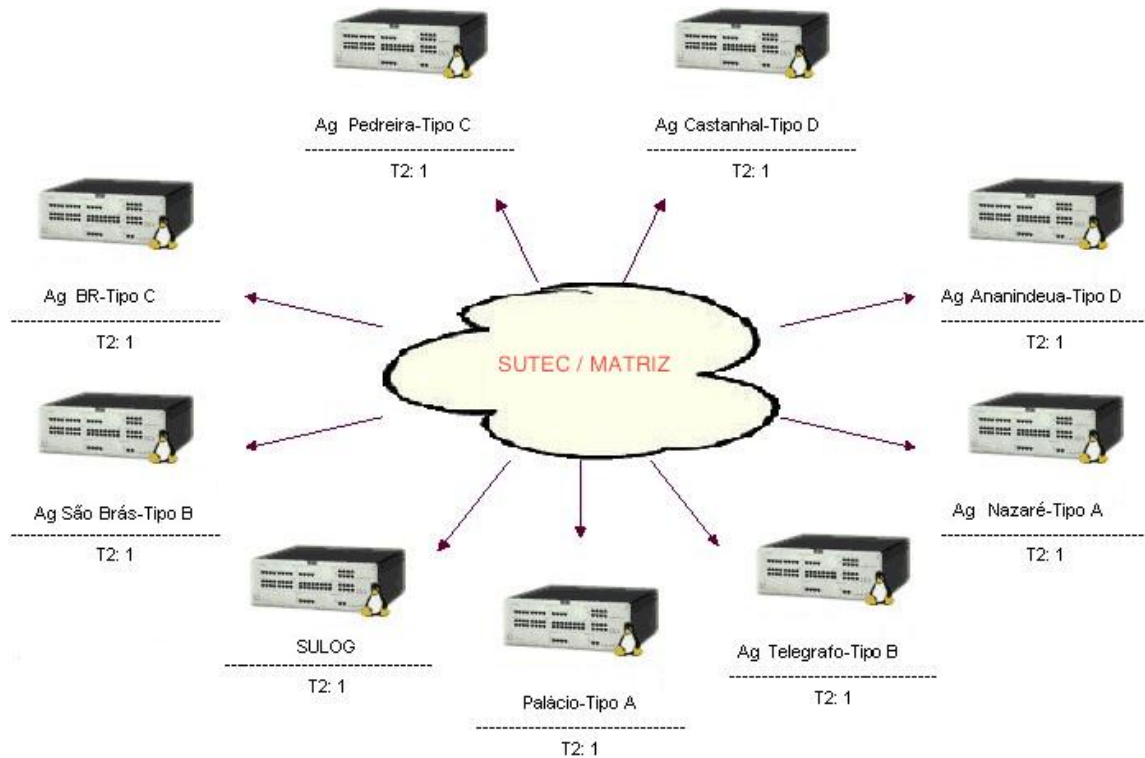 Ag Pedreira-Tipo C
T2: 1
Ag Castanhal-Tipo D
T2: 1
Ag BR-Tipo C
T2: 1
Ag Ananindeua-Tipo D
T2: 1
SUTEC / MATRIZ
Ag São Brás-Tipo B
T2: 1
Ag Nazaré-Tipo A
T2: 1
SULOG
T2: 1
Palácio-Tipo A
T2: 1
Ag Telegrafo-Tipo B
T2: 1